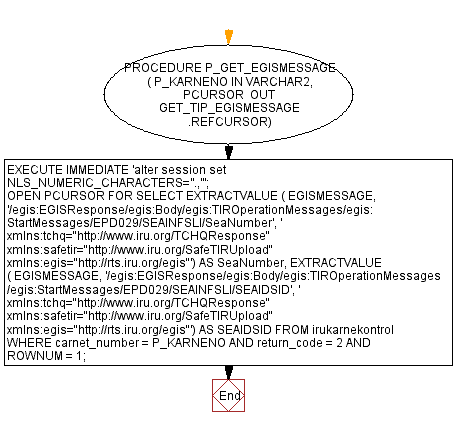 PROCEDURE P_GET_EGISMESSAGE
( P_KARNENO IN VARCHAR2,
PCURSOR OUT
GET_TIP_EGISMESSAGE
.REFCURSOR)
EXECUTE IMMEDIATE 'alter session set
NLS_NUMERIC_CHARACTERS=''.,''';
OPEN PCURSOR FOR SELECT EXTRACTVALUE ( EGISMESSAGE,
'/egis:EGISResponse/egis:Body/egis:TIROperationMessages/egis:
StartMessages/EPD029/SEAINFSLI/SeaNumber', '
xmlns:tchq="http://www.iru.org/TCHQResponse"
xmlns:safetir="http://www.iru.org/SafeTIRUpload"
xmlns:egis="http://rts.iru.org/egis"') AS SeaNumber, EXTRACTVALUE
( EGISMESSAGE, '/egis:EGISResponse/egis:Body/egis:TIROperationMessages
/egis:StartMessages/EPD029/SEAINFSLI/SEAIDSID', '
xmlns:tchq="http://www.iru.org/TCHQResponse"
xmlns:safetir="http://www.iru.org/SafeTIRUpload"
xmlns:egis="http://rts.iru.org/egis"') AS SEAIDSID FROM irukarnekontrol
WHERE carnet_number = P_KARNENO AND return_code = 2 AND
ROWNUM = 1;
End